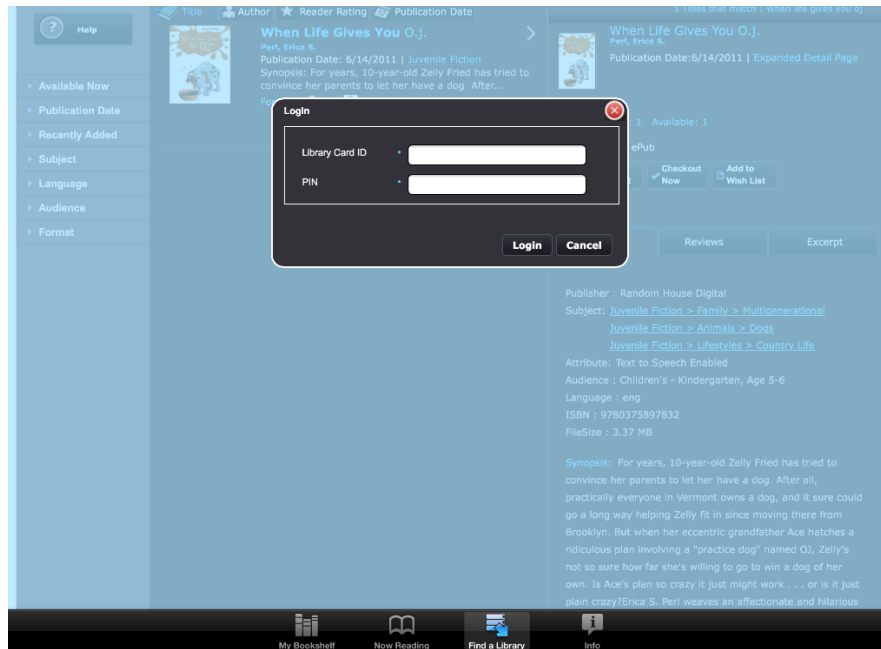 Help
Available Now
Publication Date
Recently Added
Subject
Language
Audience
Format
Title Author Reader Rating Publication Date
When Life Gives You O.J.
Perl, Erica S.
Publication Date: 6/14/2011 | Juvenile Fiction
Synopsis: For years, 10-year-old Zelly Fried has tried to
convince her parents to let her have a dog. After...
1 Titles that match : When life gives you oj
When Life Gives You O.J.
Perl, Erica S.
Publication Date:6/14/2011 | Expanded Detail Page
: 1 Available: 1
ePub
Checkout
Now
Add to
Wish List
Login
Library Card ID
PIN
Login Cancel
Reviews Excerpt
Publisher : Random House Digital
Subject: Juvenile Fiction > Family > Multigenerational
Juvenile Fiction > Animals > Dogs
Juvenile Fiction > Lifestyles > Country Life
Attribute: Text to Speech Enabled
Audience : Children's - Kindergarten, Age 5-6
Language : eng
ISBN : 9780375897832
FileSize : 3.37 MB
Synopsis: For years, 10-year-old Zelly Fried has tried to
convince her parents to let her have a dog. After all,
practically everyone in Vermont owns a dog, and it sure could
go a long way helping Zelly fit in since moving there from
Brooklyn. But when her eccentric grandfather Ace hatches a
ridiculous plan involving a "practice dog" named OJ, Zelly's
not so sure how far she's willing to go to win a dog of her
own. Is Ace's plan so crazy it just might work . . . or is it just
plain crazy?Erica S. Perl weaves an affectionate and hilarious
My Bookshelf Now Reading Find a Library Info